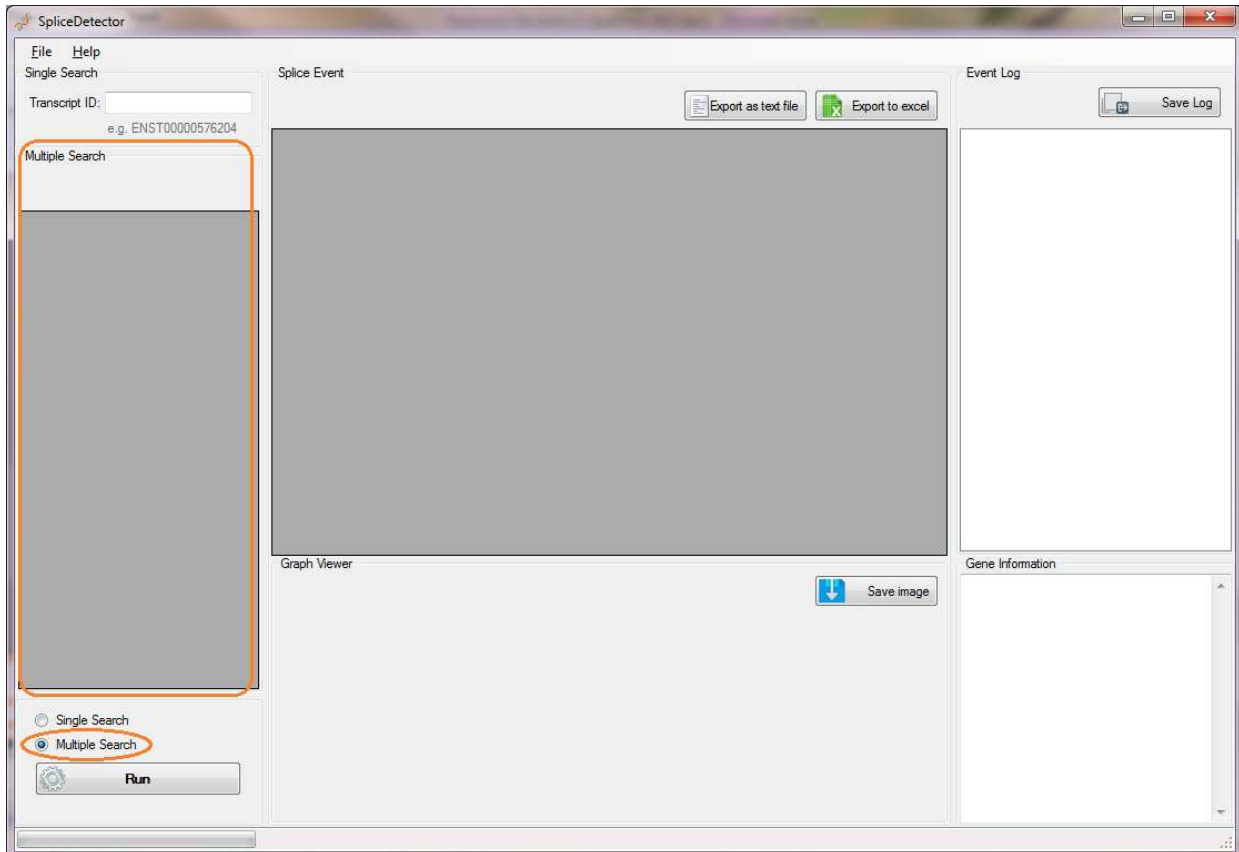 SpliceDetector
File Help
Single Search
Transcript ID:
e.g. ENST00000576204
Multiple Search
Single Search
Multiple Search
Run
Splice Event
Export as text file
Export to excel
Graph Viewer
Save image
Event Log
Save Log
Gene Information